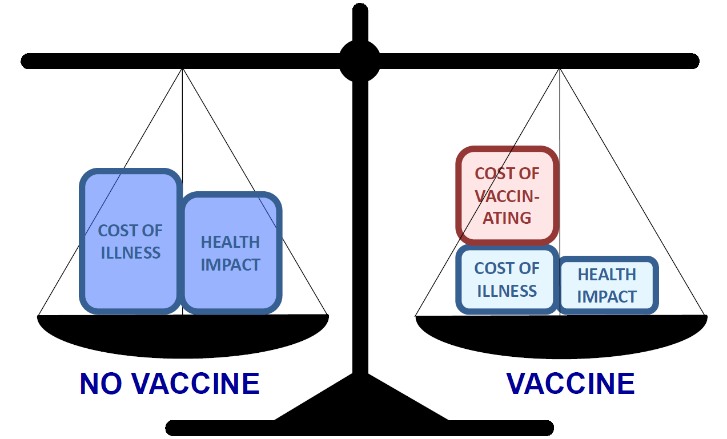 COST OF
ILLNESS
HEALTH
IMPACT
COST OF
VACCIN-
ATING
COST OF
ILLNESS
HEALTH
IMPACT
NO VACCINE
VACCINE